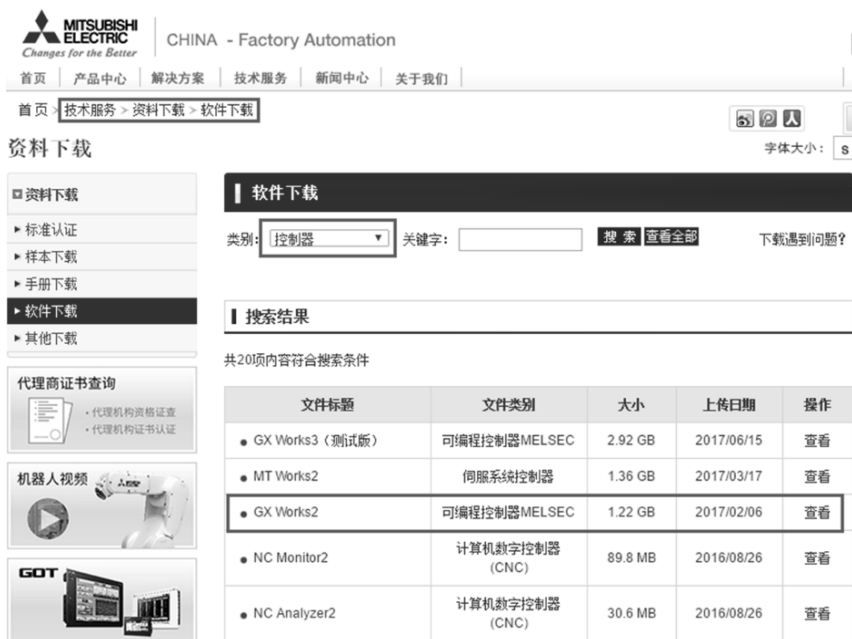 MITSUBISHI
ELECTRIC
Changes for the Better
CHINA - Factory Automation
首页 产品中心 解决方案 技术服务 新闻中心 关于我们
首页 > 技术服务 > 资料下载 > 软件下载
资料下载
字体大小： S
资料下载
标准认证
样本下载
手册下载
软件下载
其他下载
代理商证书查询
·代理机构资格证查
·代理机构证书认证
机器人视频
GOT
软件下载
类别: 控制器 ▼ 关键字: 搜 索 查看全部 下载遇到问题?
搜索结果
共20项内容符合搜索条件
文件标题 文件类别 大小 上传日期 操作
● GX Works3（测试版） 可编程控制器MELSEC 2.92 GB 2017/06/15 查看
● MT Works2 伺服系统控制器 1.36 GB 2017/03/17 查看
● GX Works2 可编程控制器MELSEC 1.22 GB 2017/02/06 查看
● NC Monitor2 计算机数字控制器 89.8 MB 2016/08/26 查看
(CNC)
● NC Analyzer2 计算机数字控制器 30.6 MB 2016/08/26 查看
(CNC)